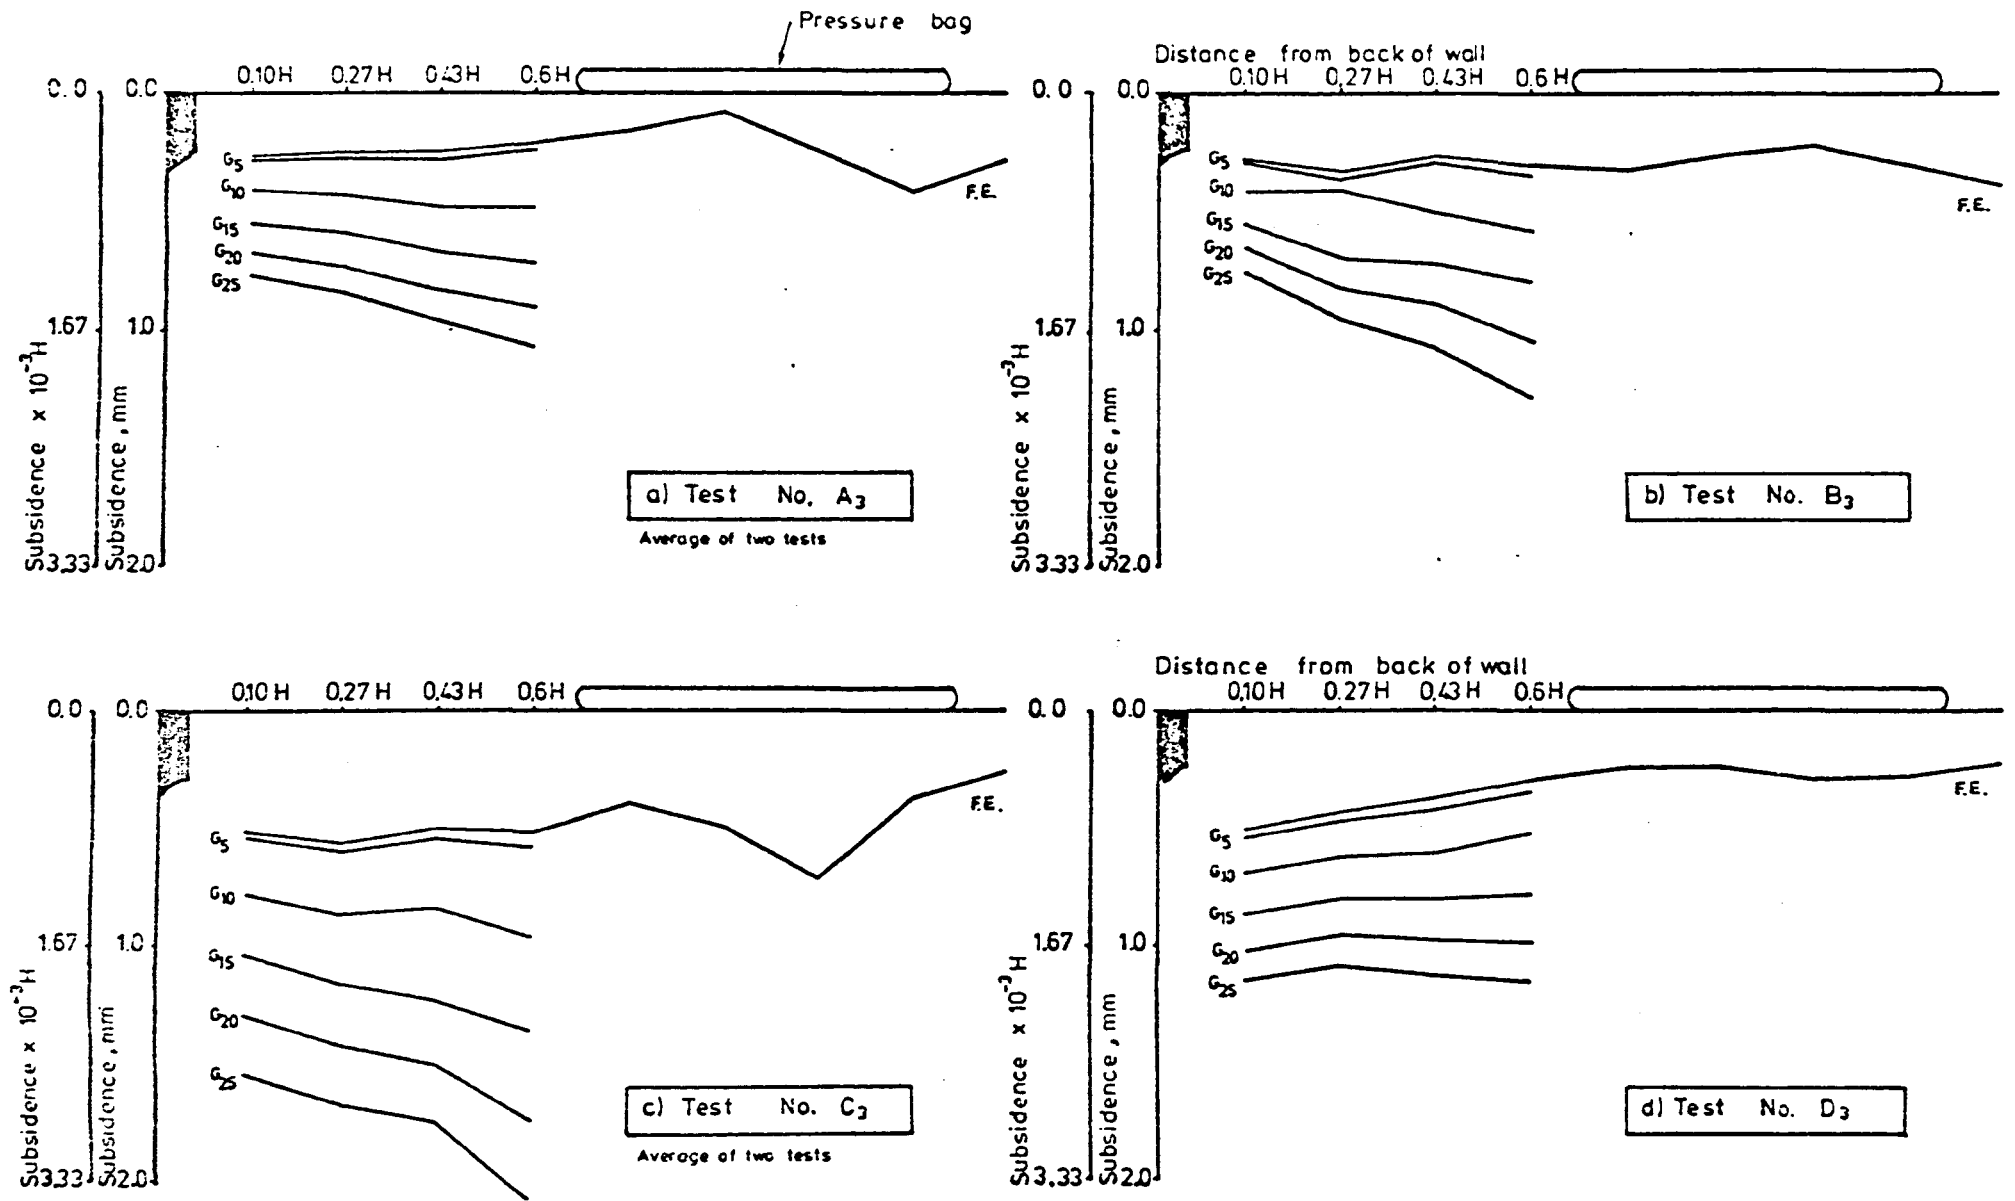 Pressure bag
0.10H 0.27H 0.43H 0.6H
0.0 0.0
G5
G10
G15
G20
G25
F.E.
1.67 1.0
3.33 2.0
Subsidence x 10⁻³H
Subsidence, mm
a) Test No. A3
Average of two tests
Distance from back of wall
0.10H 0.27H 0.43H 0.6H
0.0 0.0
G5
G10
G15
G20
G25
F.E.
1.67 1.0
3.33 2.0
Subsidence x 10⁻³H
Subsidence, mm
b) Test No. B3
0.10H 0.27H 0.43H 0.6H
0.0 0.0
G5
G10
G15
G20
G25
F.E.
1.67 1.0
3.33 2.0
Subsidence x 10⁻³H
Subsidence, mm
c) Test No. C3
Average of two tests
Distance from back of wall
0.10H 0.27H 0.43H 0.6H
0.0 0.0
G5
G10
G15
G20
G25
F.E.
1.67 1.0
3.33 2.0
Subsidence x 10⁻³H
Subsidence, mm
d) Test No. D3